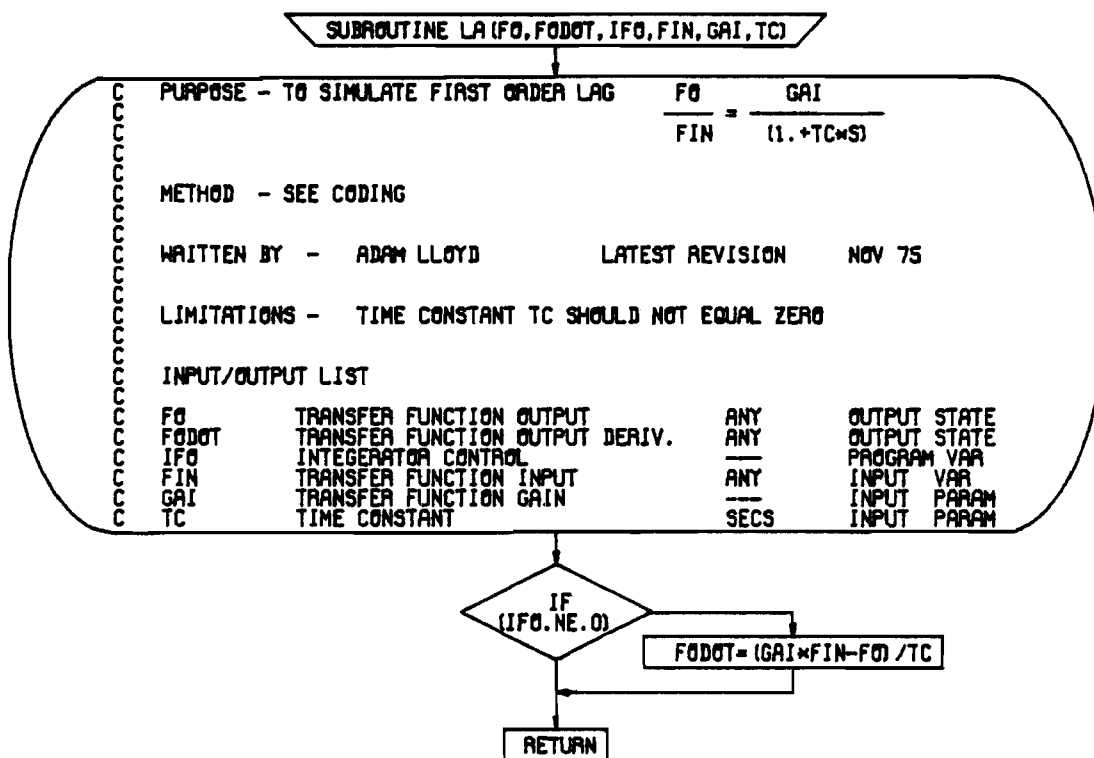 SUBROUTINE LA(FO,FODOT,IFO,FIN,GAI,TC)
C PURPOSE - TO SIMULATE FIRST ORDER LAG FO GAI
C --- = ---
C FIN (1.+TC*S)
C
C
C METHOD - SEE CODING
C
C
C WRITTEN BY - ADAM LLOYD LATEST REVISION NOV 75
C
C
C LIMITATIONS - TIME CONSTANT TC SHOULD NOT EQUAL ZERO
C
C
C INPUT/OUTPUT LIST
C
C FO TRANSFER FUNCTION OUTPUT ANY OUTPUT STATE
C FODOT TRANSFER FUNCTION OUTPUT DERIV. ANY OUTPUT STATE
C IFO INTEGERATOR CONTROL --- PROGRAM VAR
C FIN TRANSFER FUNCTION INPUT ANY INPUT VAR
C GAI TRANSFER FUNCTION GAIN --- INPUT PARAM
C TC TIME CONSTANT SECS INPUT PARAM
IF
(IFO.NE.0)
FODOT=(GAI*FIN-FO)/TC
RETURN